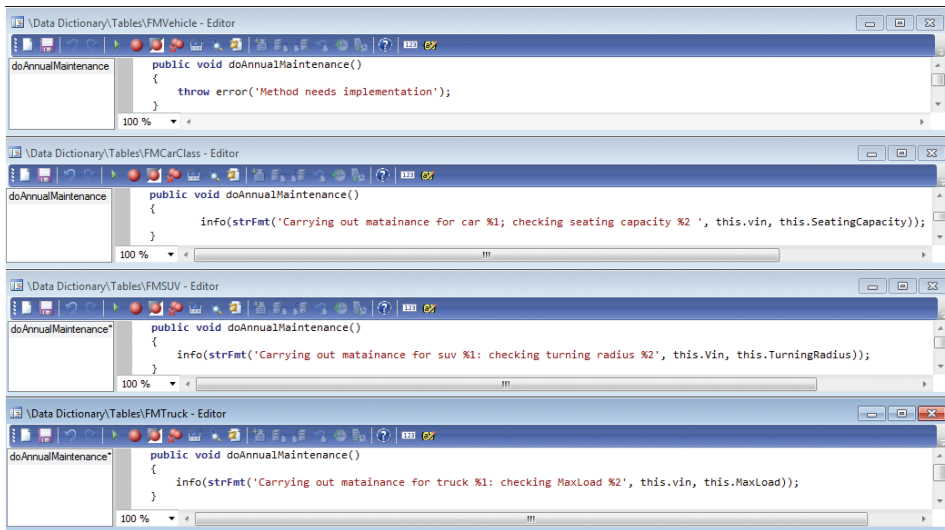 \Data Dictionary\Tables\FMVehicle - Editor
doAnnualMaintenance
public void doAnnualMaintenance()
{
throw error('Method needs implementation');
}
100 %
\Data Dictionary\Tables\FMCarClass - Editor
doAnnualMaintenance
public void doAnnualMaintenance()
{
info(strFmt('Carrying out matainance for car %1; checking seating capacity %2 ', this.vin, this.SeatingCapacity));
}
100 %
\Data Dictionary\Tables\FMSUV - Editor
doAnnualMaintenance*
public void doAnnualMaintenance()
{
info(strFmt('Carrying out matainance for suv %1: checking turning radius %2', this.Vin, this.TurningRadius));
}
100 %
\Data Dictionary\Tables\FMTruck - Editor
doAnnualMaintenance*
public void doAnnualMaintenance()
{
info(strFmt('Carrying out matainance for truck %1: checking MaxLoad %2', this.vin, this.MaxLoad));
}
100 %